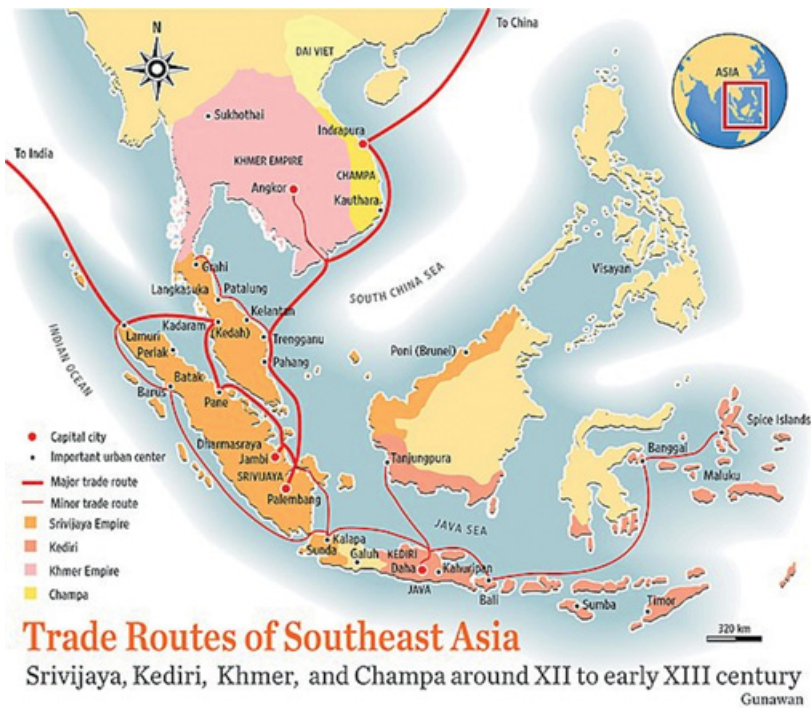 N
To China
DAI VIET
ASIA
Sukhothai
Indrapura
To India
KHMER EMPIRE
CHAMPA
Angkor
Kauthara
Grahi
Visayan
Langkasuka
Patalung
SOUTH CHINA SEA
Kelantan
Kadaram
(Kedah)
Lamuri
Trengganu
INDIAN OCEAN
Perlak
Pahang
Poni (Brunei)
Batak
Barus
Pane
Spice Islands
Capital city
Dharmasraya
Banggai
Important urban center
Jambi
Tanjungpura
Maluku
Major trade route
SRIVIJAYA
Minor trade route
Palembang
Srivijaya Empire
JAVA SEA
Kediri
Kalapa
Sunda
Galuh
KEDIRI
Khmer Empire
Daha
Kahuripan
Champa
JAVA
Bali
Sumba
Timor
320 km
Trade Routes of Southeast Asia
Srivijaya, Kediri, Khmer, and Champa around XII to early XIII century
Gunawan